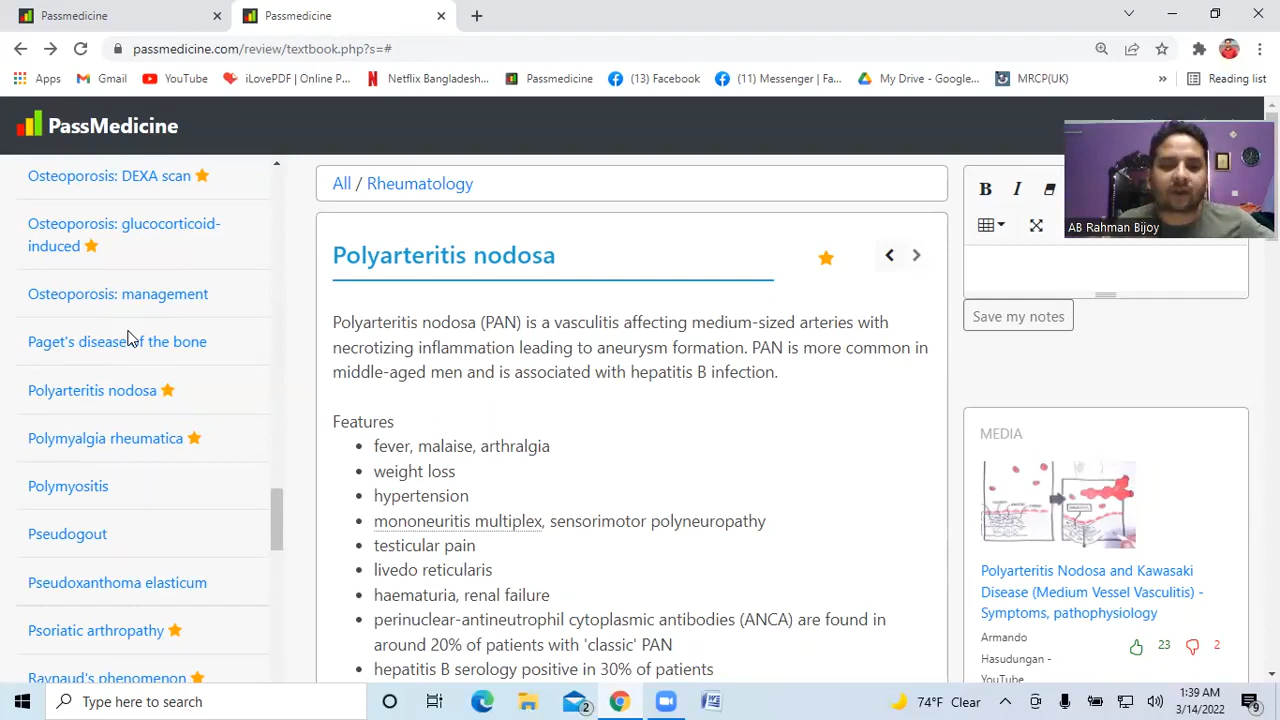 Passmedicine
Passmedicine
passmedicine.com/review/textbook.php?s=#
Apps
Gmail
YouTube
iLovePDF | Online P...
Netflix Bangladesh...
Passmedicine
(13) Facebook
(11) Messenger | Fa...
My Drive - Google...
MRCP(UK)
»
Reading list
PassMedicine
Osteoporosis: DEXA scan
Osteoporosis: glucocorticoid-
induced
Osteoporosis: management
Paget's disease of the bone
Polyarteritis nodosa
Polymyalgia rheumatica
Polymyositis
Pseudogout
Pseudoxanthoma elasticum
Psoriatic arthropathy
Raynaud's phenomenon
All / Rheumatology
Polyarteritis nodosa
Polyarteritis nodosa (PAN) is a vasculitis affecting medium-sized arteries with
necrotizing inflammation leading to aneurysm formation. PAN is more common in
middle-aged men and is associated with hepatitis B infection.
Features
• fever, malaise, arthralgia
• weight loss
• hypertension
• mononeuritis multiplex, sensorimotor polyneuropathy
• testicular pain
• livedo reticularis
• haematuria, renal failure
• perinuclear-antineutrophil cytoplasmic antibodies (ANCA) are found in
around 20% of patients with 'classic' PAN
• hepatitis B serology positive in 30% of patients
B I
AB Rahman Bijoy
Save my notes
MEDIA
Polyarteritis Nodosa and Kawasaki
Disease (Medium Vessel Vasculitis) -
Symptoms, pathophysiology
Armando
Hasudungan -
YouTube
23
2
Type here to search
2
74°F Clear
1:39 AM
3/14/2022
9